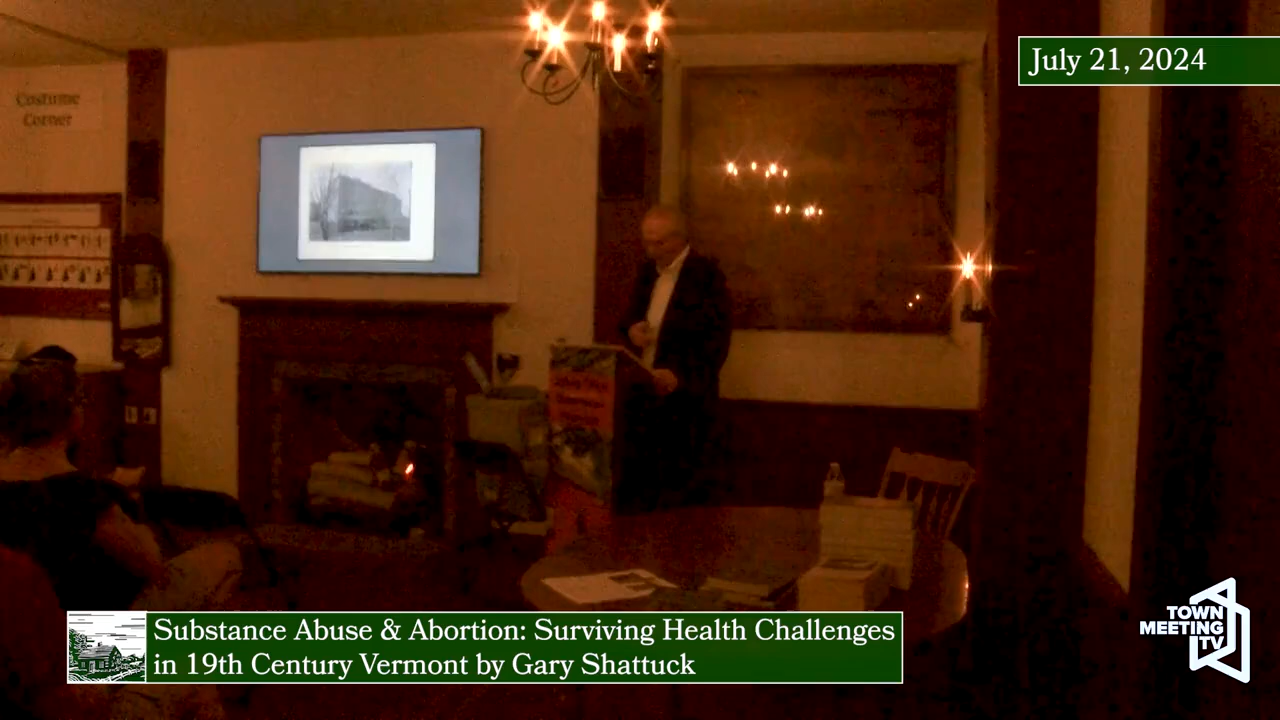 July 21, 2024
Costume
Corner
Substance Abuse & Abortion: Surviving Health Challenges
in 19th Century Vermont by Gary Shattuck
TOWN
MEETING
TV